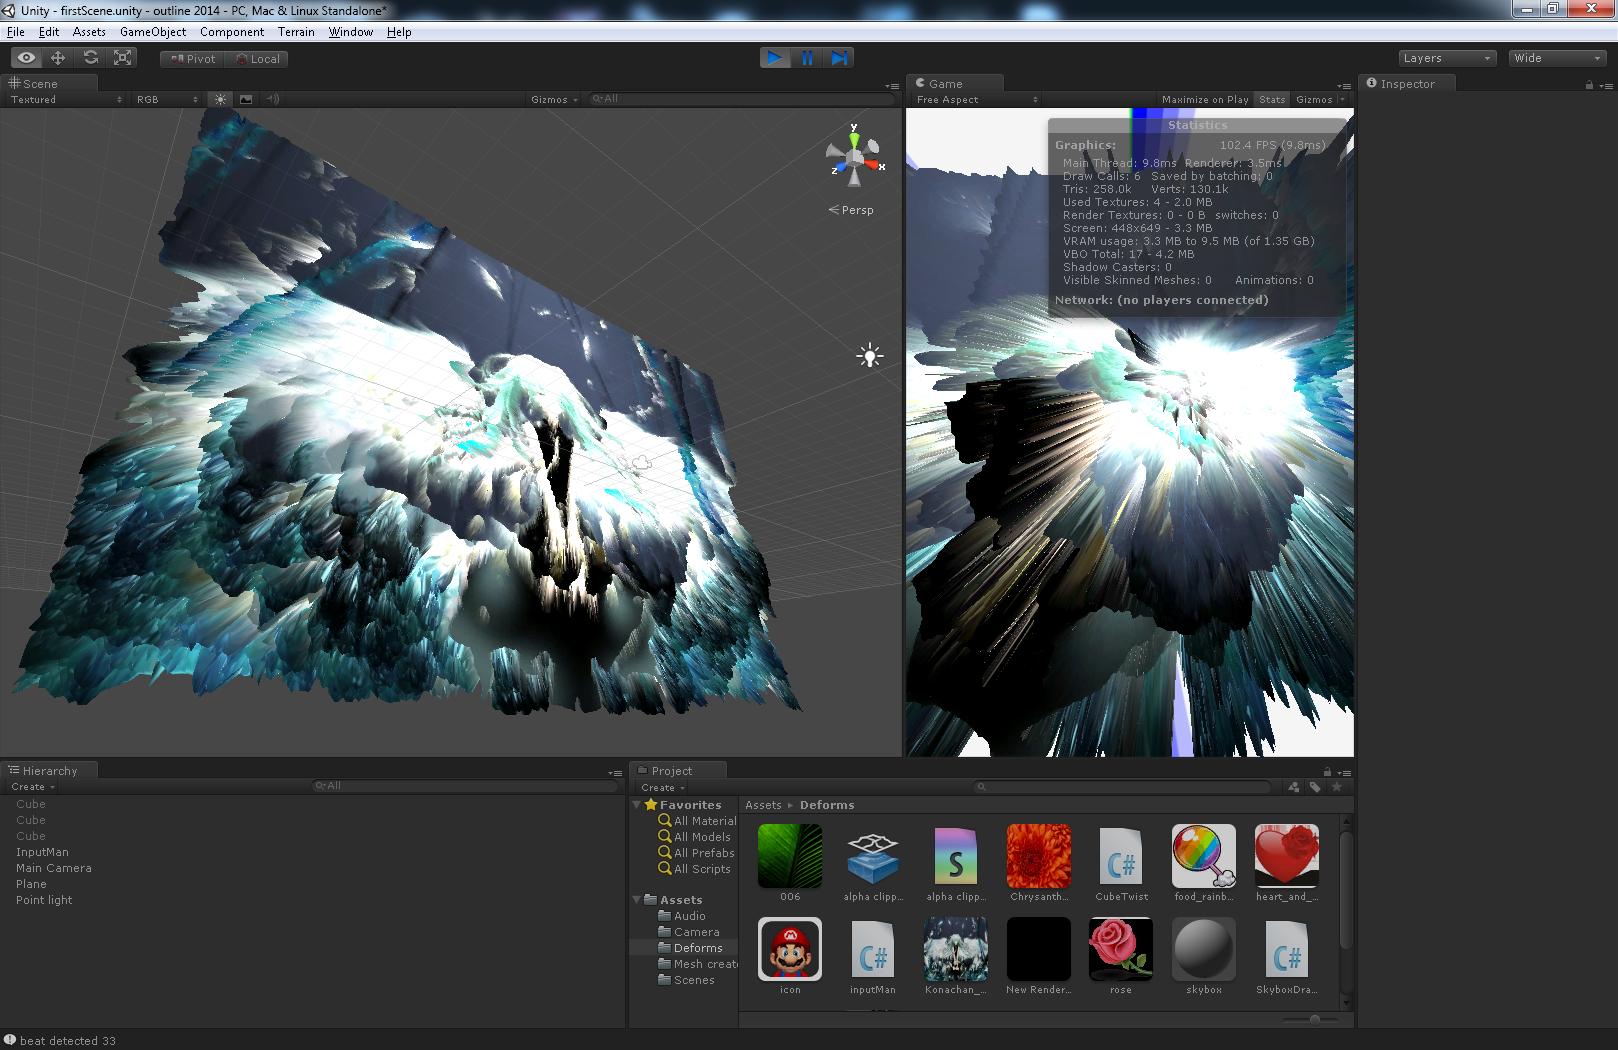 Unity - firstScene.unity - outline 2014 - PC, Mac & Linux Standalone*
File Edit Assets GameObject Component Terrain Window Help
Pivot Local Layers Wide
Scene
Textured RGB Gizmos All
y
x
z
Persp
Game
Free Aspect Maximize on Play Stats Gizmos
Statistics
Graphics: 102.4 FPS (9.8ms)
Main Thread: 9.8ms Renderer: 3.5ms
Draw Calls: 6 Saved by batching: 0
Tris: 258.0k Verts: 130.1k
Used Textures: 4 - 2.0 MB
Render Textures: 0 - 0 B switches: 0
Screen: 448x649 - 3.3 MB
VRAM usage: 3.3 MB to 9.5 MB (of 1.35 GB)
VBO Total: 17 - 4.2 MB
Shadow Casters: 0
Visible Skinned Meshes: 0 Animations: 0
Network: (no players connected)
Inspector
Hierarchy
Create All
Cube
Cube
Cube
InputMan
Main Camera
Plane
Point light
Project
Create
Favorites
All Material
All Models
All Prefabs
All Scripts
Assets
Audio
Camera
Deforms
Mesh creat
Scenes
Assets Deforms
S C#
006 alpha clipp... alpha clipp... Chrysanth... CubeTwist food_rainb... heart_and_...
C# C#
icon inputMan Konachan_... New Render... rose skybox SkyboxDra...
beat detected 33